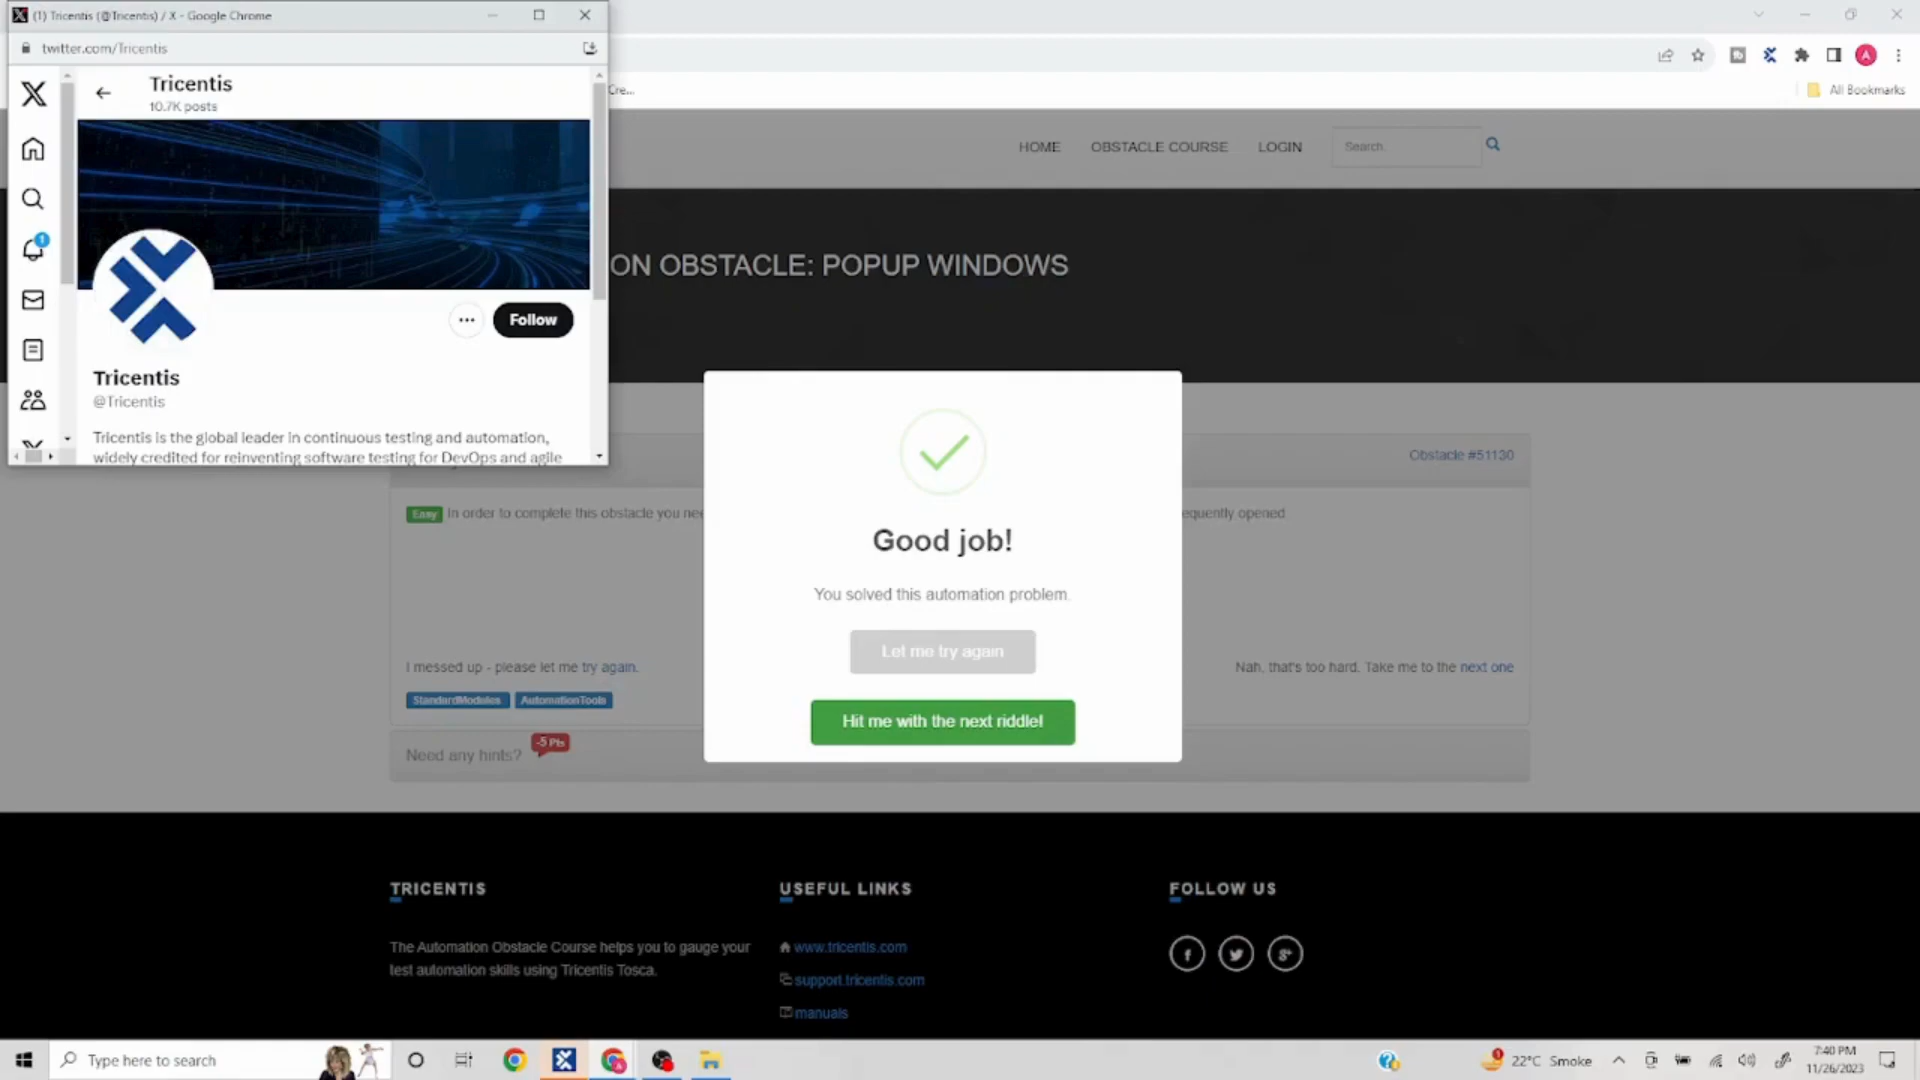 (1) Tricentis (@Tricentis) / X - Google Chrome
twitter.com/Tricentis
Tricentis
10.7K posts
1
Follow
Tricentis
@Tricentis
Tricentis is the global leader in continuous testing and automation,
widely credited for reinventing software testing for DevOps and agile
Cre...
A
All Bookmarks
HOME
OBSTACLE COURSE
LOGIN
Search
ON OBSTACLE: POPUP WINDOWS
Obstacle #51130
Easy In order to complete this obstacle you nee
equently opened
Good job!
You solved this automation problem.
Let me try again
Hit me with the next riddle!
I messed up - please let me try again.
Nah, that's too hard. Take me to the next one
StandardModules AutomationTools
Need any hints? -5 Pts
TRICENTIS
The Automation Obstacle Course helps you to gauge your
test automation skills using Tricentis Tosca.
USEFUL LINKS
www.tricentis.com
support.tricentis.com
manuals
FOLLOW US
Type here to search
22°C Smoke
7:40 PM
11/26/2023